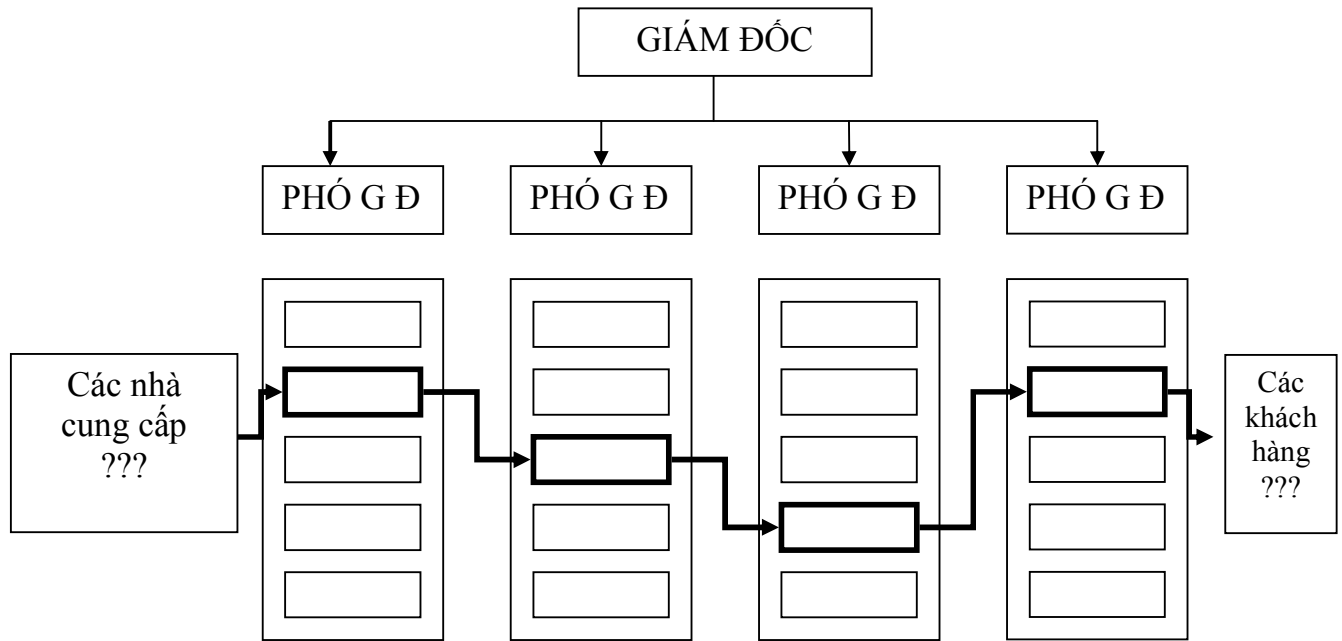 GIÁM ĐỐC
PHÓ G Đ
PHÓ G Đ
PHÓ G Đ
PHÓ G Đ
Các nhà
cung cấp
???
Các
khách
hàng
???